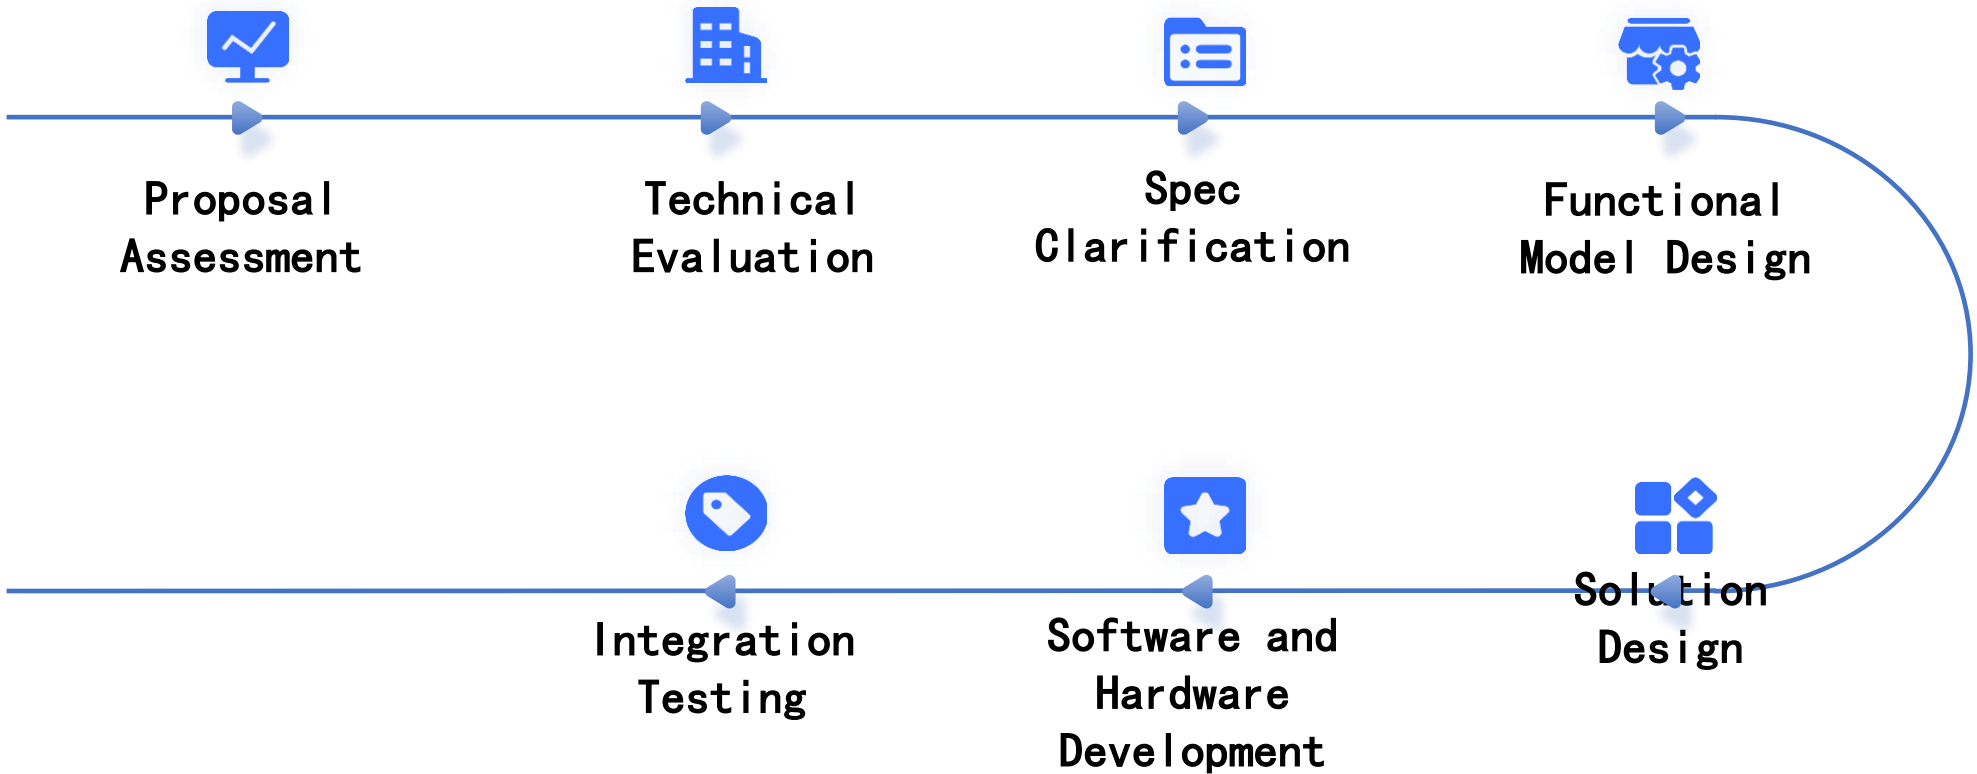 Proposal
Assessment
Technical
Evaluation
Spec
Clarification
Functional
Model Design
Solution
Design
Software and
Hardware
Development
Integration
Testing